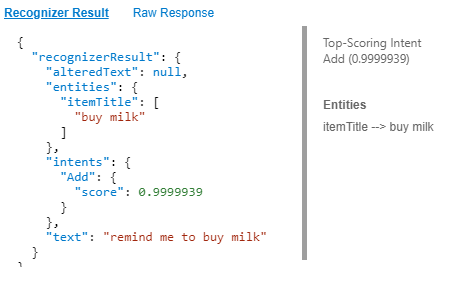 Recognizer Result Raw Response
{
"recognizerResult": {
"alteredText": null,
"entities": {
"itemTitle": [
"buy milk"
]
},
"intents": {
"Add": {
"score": 0.9999939
}
},
"text": "remind me to buy milk"
}
}
Top-Scoring Intent
Add (0.9999939)
Entities
itemTitle --> buy milk